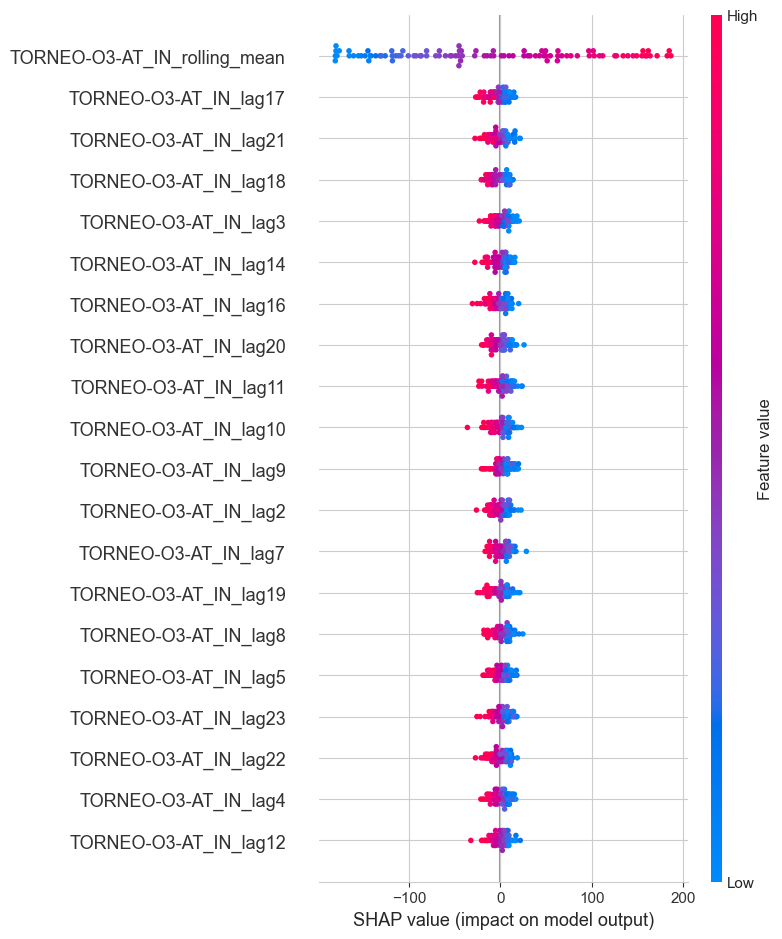 High
TORNEO-O3-AT_IN_rolling_mean
TORNEO-O3-AT_IN_lag17
TORNEO-O3-AT_IN_lag21
TORNEO-O3-AT_IN_lag18
TORNEO-O3-AT_IN_lag3
TORNEO-O3-AT_IN_lag14
TORNEO-O3-AT_IN_lag16
TORNEO-O3-AT_IN_lag20
TORNEO-O3-AT_IN_lag11
TORNEO-O3-AT_IN_lag10
TORNEO-O3-AT_IN_lag9
TORNEO-O3-AT_IN_lag2
TORNEO-O3-AT_IN_lag7
TORNEO-O3-AT_IN_lag19
TORNEO-O3-AT_IN_lag8
TORNEO-O3-AT_IN_lag5
TORNEO-O3-AT_IN_lag23
TORNEO-O3-AT_IN_lag22
TORNEO-O3-AT_IN_lag4
TORNEO-O3-AT_IN_lag12
Feature value
Low
−100 0 100 200
SHAP value (impact on model output)